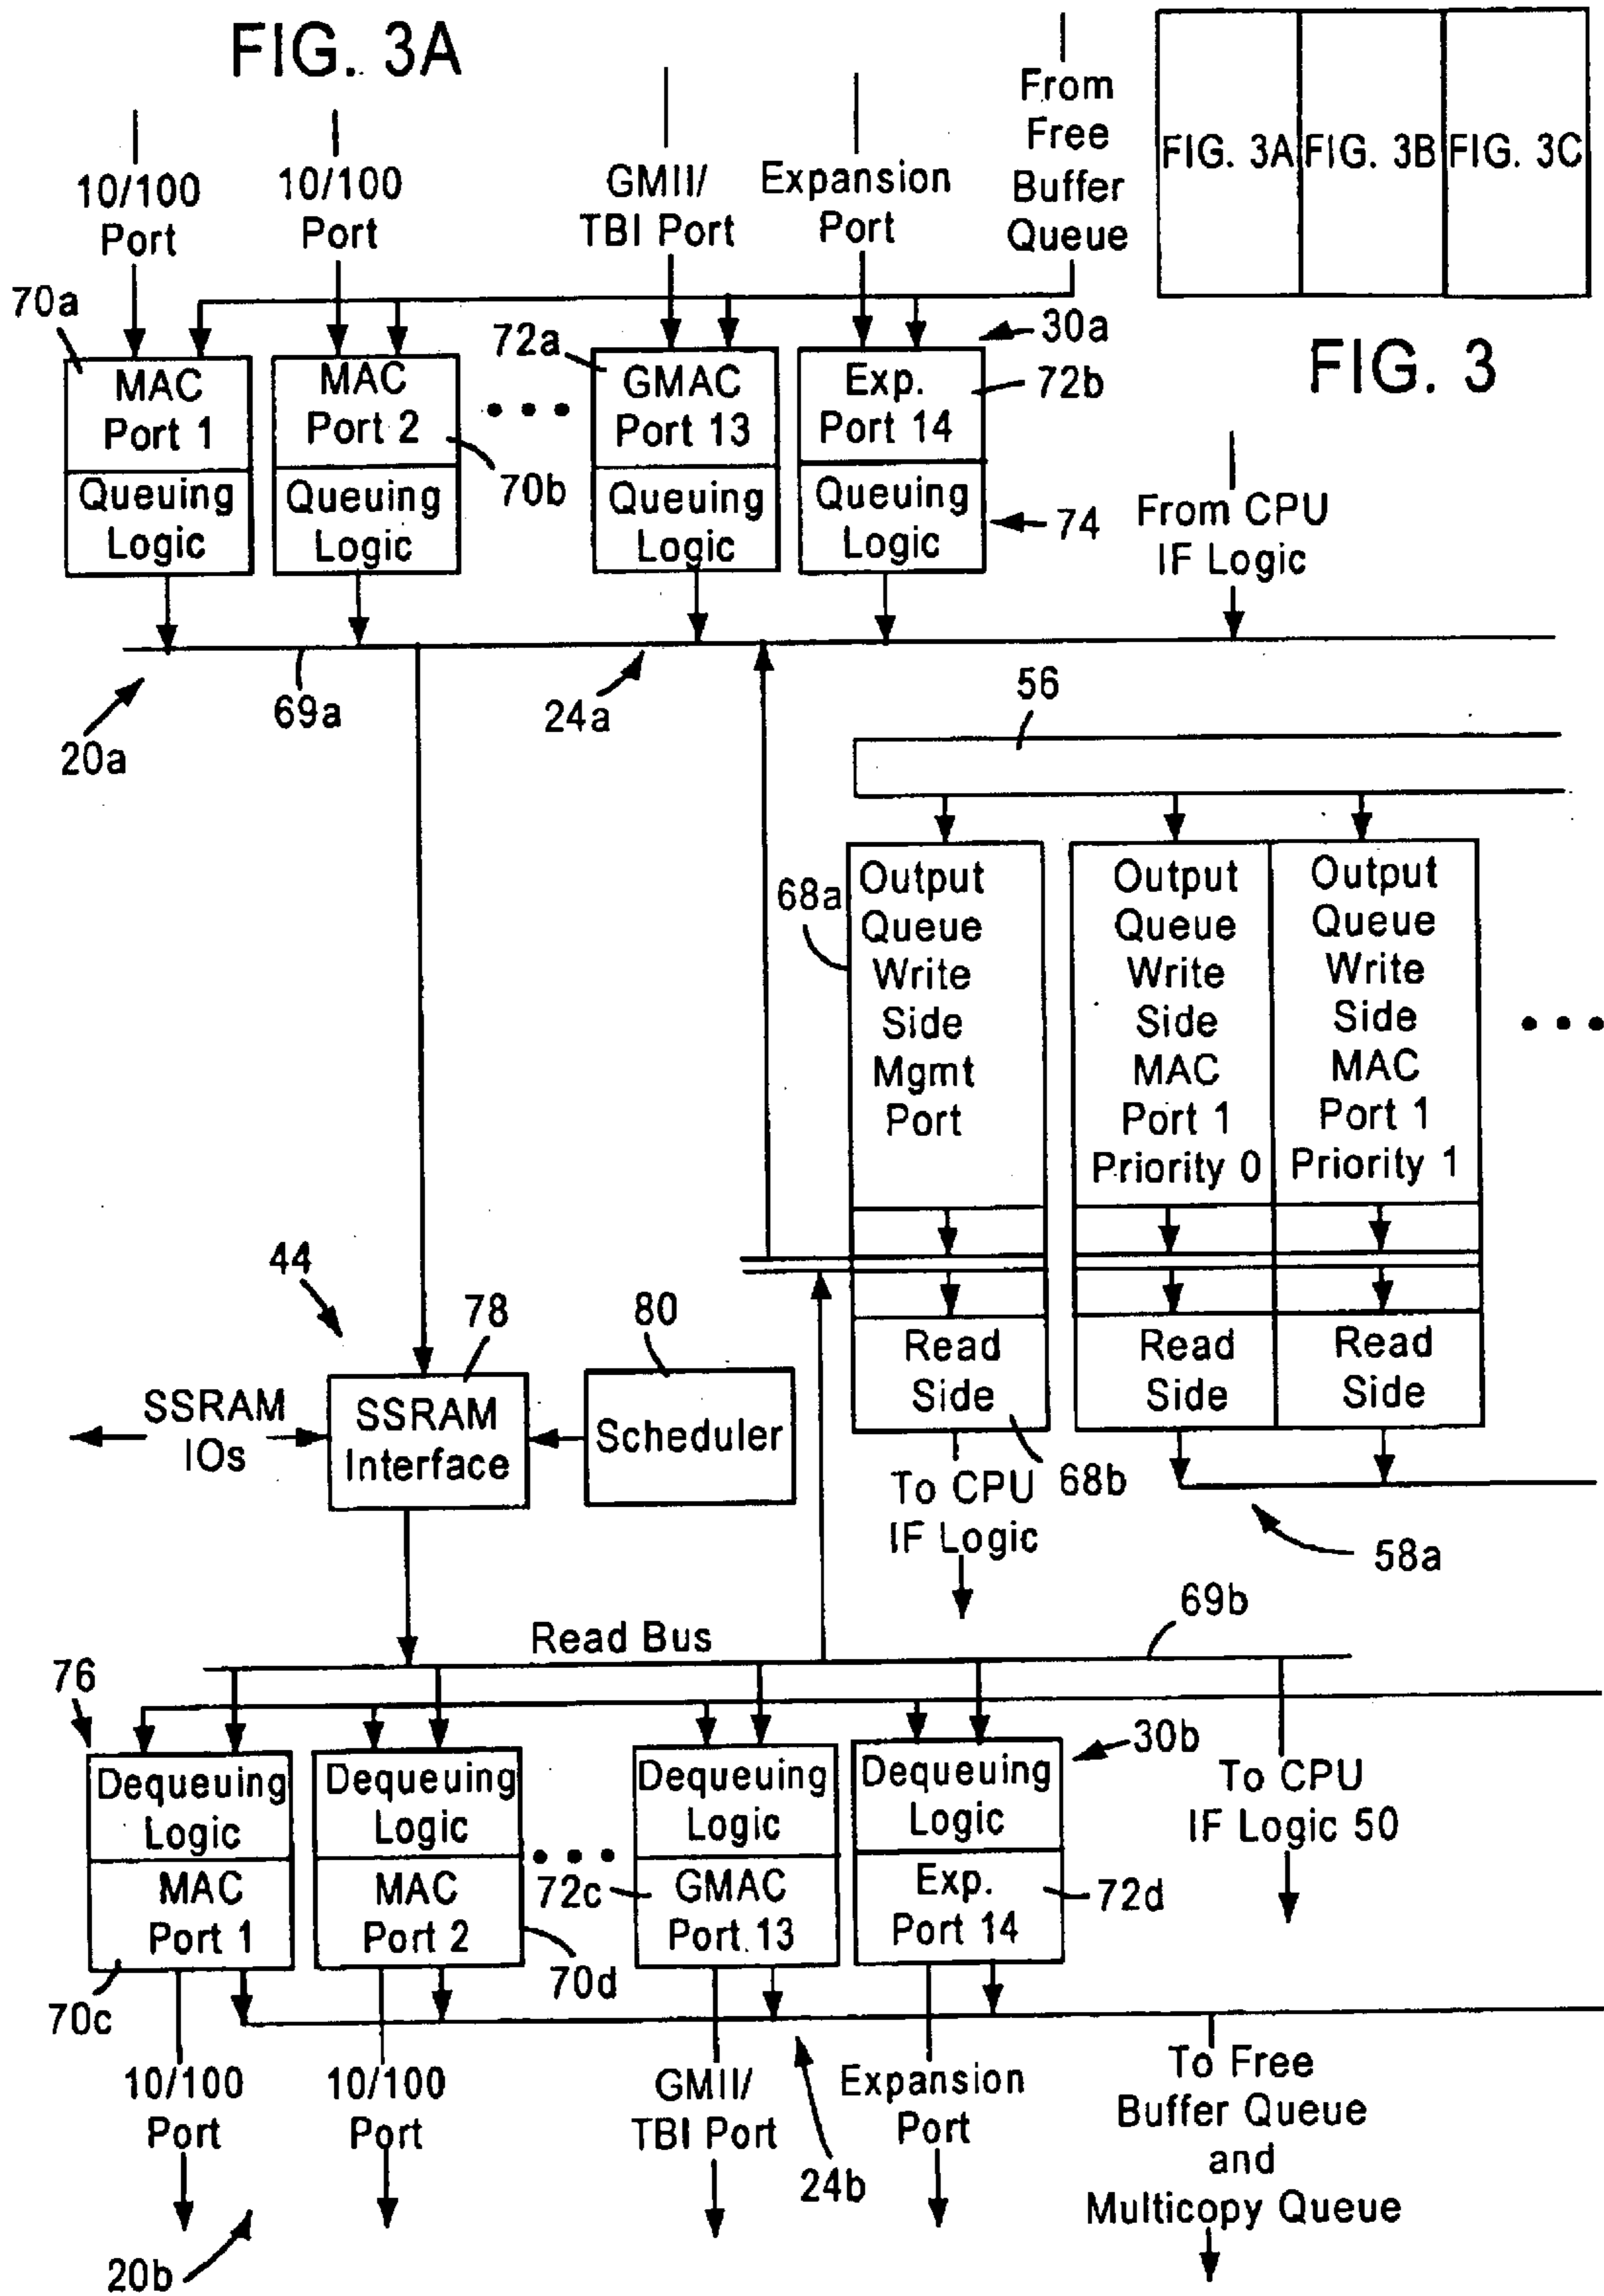 FIG. 3A
FIG. 3A
FIG. 3B
FIG. 3C
FIG. 3
10/100
Port
10/100
Port
GMII/
TBI Port
Expansion
Port
From
Free
Buffer
Queue
70a
72a
30a
MAC
Port 1
Queuing
Logic
MAC
Port 2
Queuing
Logic
70b
• • •
GMAC
Port 13
Queuing
Logic
Exp.
Port 14
Queuing
Logic
72b
74
From CPU
IF Logic
69a
24a
20a
56
68a
Output
Queue
Write
Side
Mgmt
Port
Output
Queue
Write
Side
MAC
Port 1
Priority 0
Output
Queue
Write
Side
MAC
Port 1
Priority 1
• • •
Read
Side
Read
Side
Read
Side
44
78
80
SSRAM
IOs
SSRAM
Interface
Scheduler
To CPU
IF Logic
68b
58a
Read Bus
69b
76
30b
Dequeuing
Logic
MAC
Port 1
Dequeuing
Logic
MAC
Port 2
• • •
72c
Dequeuing
Logic
GMAC
Port 13
Dequeuing
Logic
Exp.
Port 14
72d
To CPU
IF Logic 50
70c
70d
10/100
Port
10/100
Port
GMII/
TBI Port
Expansion
Port
24b
To Free
Buffer Queue
and
Multicopy Queue
20b